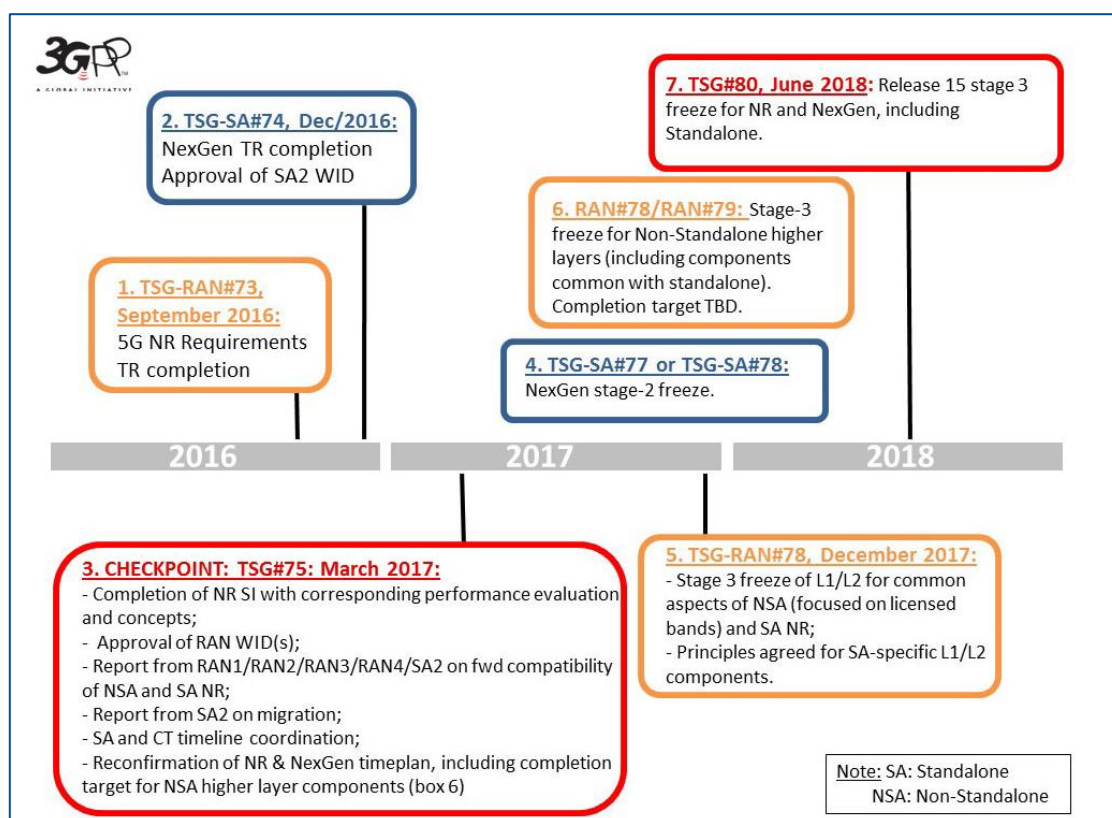 3GPP
TM
A GLOBAL INITIATIVE
2. TSG-SA#74, Dec/2016:
NexGen TR completion
Approval of SA2 WID
7. TSG#80, June 2018: Release 15 stage 3
freeze for NR and NexGen, including
Standalone.
1. TSG-RAN#73,
September 2016:
5G NR Requirements
TR completion
6. RAN#78/RAN#79: Stage-3
freeze for Non-Standalone higher
layers (including components
common with standalone).
Completion target TBD.
4. TSG-SA#77 or TSG-SA#78:
NexGen stage-2 freeze.
2016
2017
2018
3. CHECKPOINT: TSG#75: March 2017:
- Completion of NR SI with corresponding performance evaluation
and concepts;
- Approval of RAN WID(s);
- Report from RAN1/RAN2/RAN3/RAN4/SA2 on fwd compatibility
of NSA and SA NR;
- Report from SA2 on migration;
- SA and CT timeline coordination;
- Reconfirmation of NR & NexGen timeplan, including completion
target for NSA higher layer components (box 6)
5. TSG-RAN#78, December 2017:
- Stage 3 freeze of L1/L2 for common
aspects of NSA (focused on licensed
bands) and SA NR;
- Principles agreed for SA-specific L1/L2
components.
Note: SA: Standalone
NSA: Non-Standalone